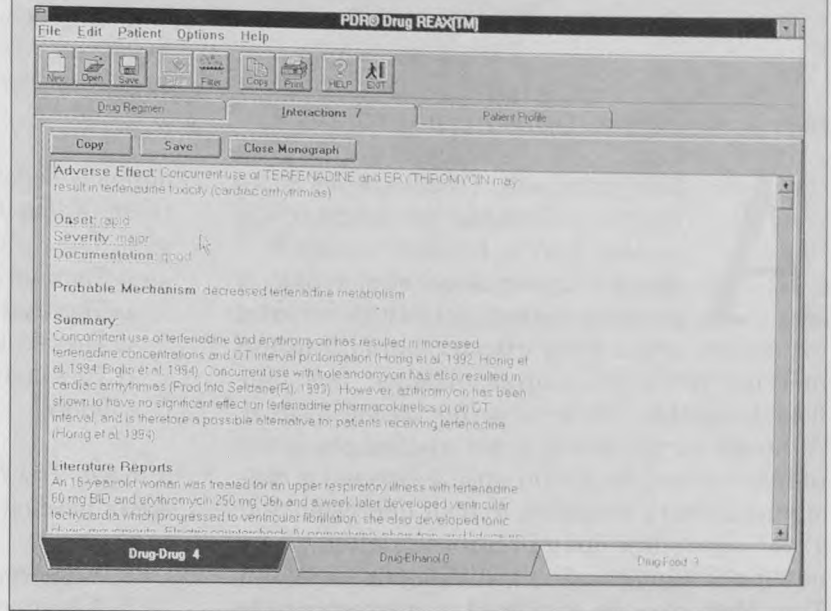 PDR® Drug REAX[TM]
File Edit Patient Options Help
New Open Save Filter Copy Print HELP EXIT
Drug Regimen Interactions 7 Patient Profile
Copy Save Close Monograph
Adverse Effect: Concurrent use of TERFENADINE and ERYTHROMYCIN may
result in terfenadine toxicity (cardiac arrhythmias)
Onset: rapid
Severity: major
Documentation: good
Probable Mechanism: decreased terfenadine metabolism
Summary:
Concomitant use of terfenadine and erythromycin has resulted in increased
terfenadine concentrations and QT interval prolongation (Honig et al, 1992; Honig et
al, 1994; Biglin et al, 1994). Concurrent use with troleandomycin has also resulted in
cardiac arrhythmias (Prod Info Seldane(R), 1993). However, azithromycin has been
shown to have no significant effect on terfenadine pharmacokinetics or on QT
interval, and is therefore a possible alternative for patients receiving terfenadine
(Honig et al, 1994)
Literature Reports
An 18-year-old woman was treated for an upper respiratory illness with terfenadine
60 mg BID and erythromycin 250 mg Q6h and a week later developed ventricular
tachycardia which progressed to ventricular fibrillation; she also developed tonic
Drug-Drug 4 Drug-Ethanol 0 Drug-Food 3